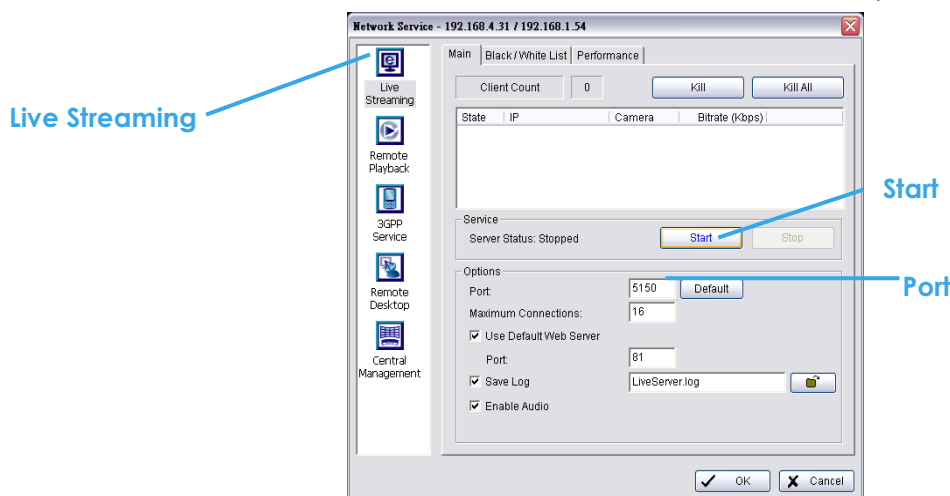 Network Service - 192.168.4.31 / 192.168.1.54
Live Streaming
Live
Streaming
Remote
Playback
3GPP
Service
Remote
Desktop
Central
Management
Main Black / White List Performance
Client Count 0 Kill Kill All
State IP Camera Bitrate (Kbps)
Start
Service
Server Status: Stopped Start Stop
Options
Port: 5150 Default
Port
Maximum Connections: 16
Use Default Web Server
Port: 81
Save Log LiveServer.log
Enable Audio
OK Cancel